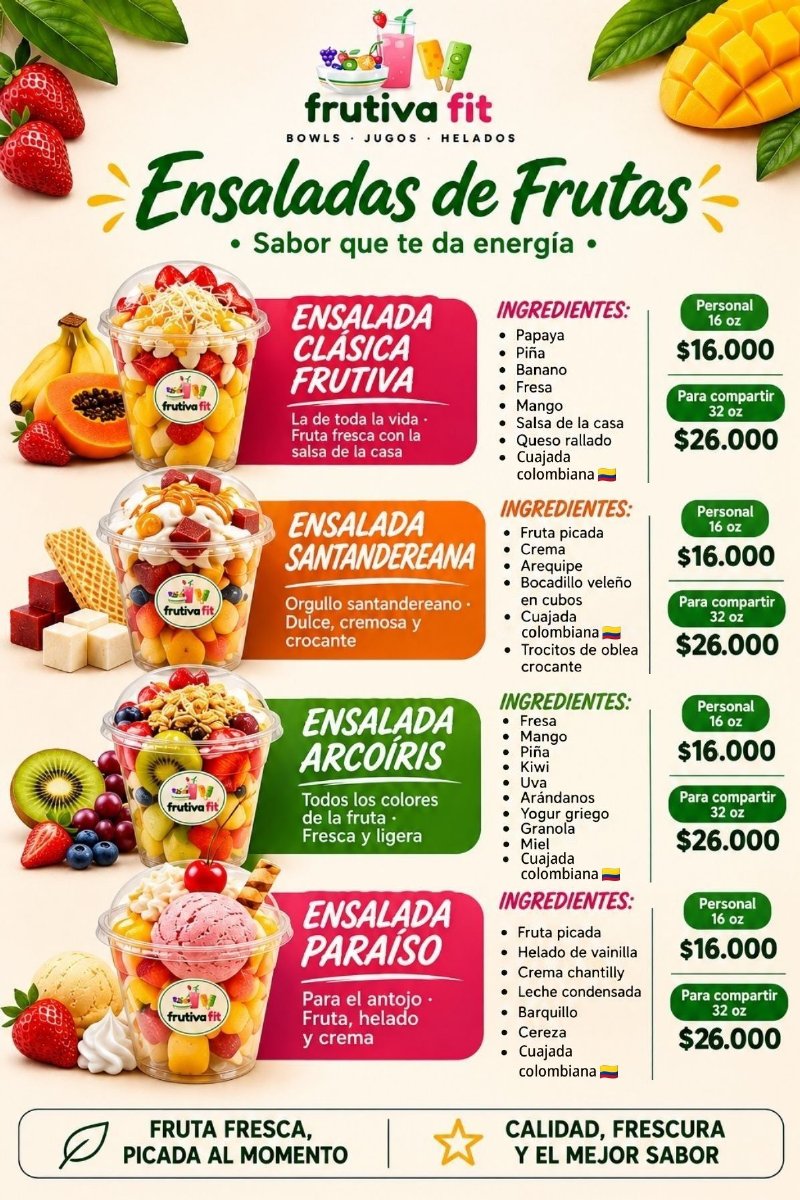 frutiva fit
BOWLS · JUGOS · HELADOS
Ensaladas de Frutas
• Sabor que te da energía •
ENSALADA
CLÁSICA
FRUTIVA
La de toda la vida ·
Fruta fresca con la
salsa de la casa
frutiva fit
INGREDIENTES:
• Papaya
• Piña
• Banano
• Fresa
• Mango
• Salsa de la casa
• Queso rallado
• Cuajada
colombiana 🇨🇴
Personal
16 oz
$16.000
Para compartir
32 oz
$26.000
ENSALADA
SANTANDEREANA
Orgullo santandereano ·
Dulce, cremosa y
crocante
frutiva fit
INGREDIENTES:
• Fruta picada
• Crema
• Arequipe
• Bocadillo veleño
en cubos
• Cuajada
colombiana 🇨🇴
• Trocitos de oblea
crocante
Personal
16 oz
$16.000
Para compartir
32 oz
$26.000
ENSALADA
ARCOÍRIS
Todos los colores
de la fruta ·
Fresca y ligera
frutiva fit
INGREDIENTES:
• Fresa
• Mango
• Piña
• Kiwi
• Uva
• Arándanos
• Yogur griego
• Granola
• Miel
• Cuajada
colombiana 🇨🇴
Personal
16 oz
$16.000
Para compartir
32 oz
$26.000
ENSALADA
PARAÍSO
Para el antojo ·
Fruta, helado
y crema
frutiva fit
INGREDIENTES:
• Fruta picada
• Helado de vainilla
• Crema chantilly
• Leche condensada
• Barquillo
• Cereza
• Cuajada
colombiana 🇨🇴
Personal
16 oz
$16.000
Para compartir
32 oz
$26.000
FRUTA FRESCA,
PICADA AL MOMENTO
CALIDAD, FRESCURA
Y EL MEJOR SABOR